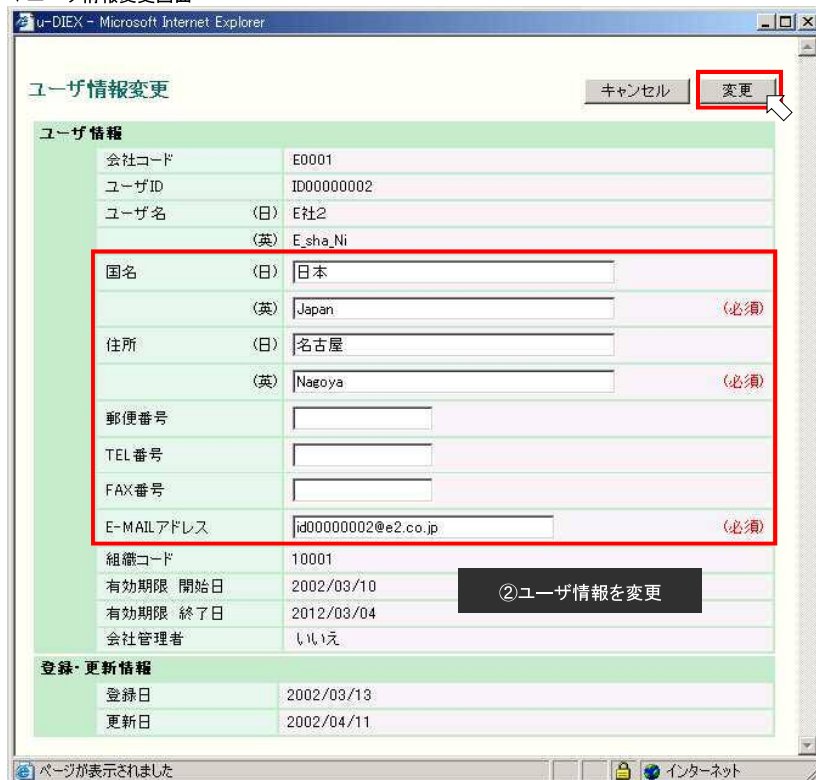 u-DIEX - Microsoft Internet Explorer
ユーザ情報変更
キャンセル 変更
ユーザ情報
会社コード E0001
ユーザID ID00000002
ユーザ名 (日) E社2
(英) E_sha_Ni
国名 (日) 日本
(英) Japan (必須)
住所 (日) 名古屋
(英) Nagoya (必須)
郵便番号
TEL番号
FAX番号
E-MAILアドレス id00000002@e2.co.jp (必須)
組織コード 10001
有効期限 開始日 2002/03/10
②ユーザ情報を変更
有効期限 終了日 2012/03/04
会社管理者 いいえ
登録・更新情報
登録日 2002/03/13
更新日 2002/04/11
ページが表示されました インターネット